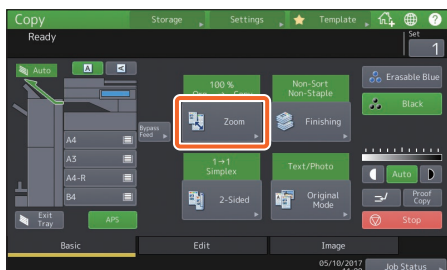 Copy
Storage
Settings
Template
Ready
Set
1
Auto
A
100 %
Non-Sort
Non-Staple
Erasable Blue
Black
Bypass
Feed
Zoom
Finishing
A4
A3
A4-R
B4
1→1
Simplex
Text/Photo
Auto
2-Sided
Original
Mode
Proof
Copy
Exit
Tray
APS
Stop
Basic
Edit
Image
05/10/2017
Job Status